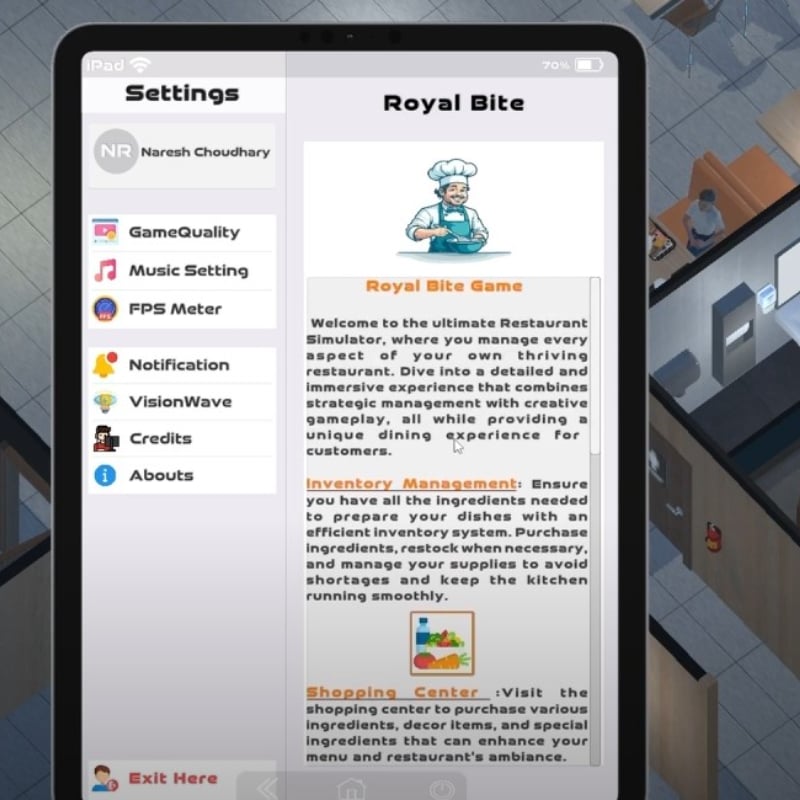 iPad
70%
Settings
NR
Naresh Choudhary
GameQuality
Music Setting
FPS Meter
Notification
VisionWave
Credits
Abouts
Exit Here
Royal Bite
Royal Bite Game
Welcome to the ultimate Restaurant
Simulator, where you manage every
aspect of your own thriving
restaurant. Dive into a detailed and
immersive experience that combines
strategic management with creative
gameplay, all while providing a
unique dining experience for
customers.
Inventory Management: Ensure
you have all the ingredients needed
to prepare your dishes with an
efficient inventory system. Purchase
ingredients, restock when necessary,
and manage your supplies to avoid
shortages and keep the kitchen
running smoothly.
Shopping Center :Visit the
shopping center to purchase various
ingredients, decor items, and special
ingredients that can enhance your
menu and restaurant's ambiance.